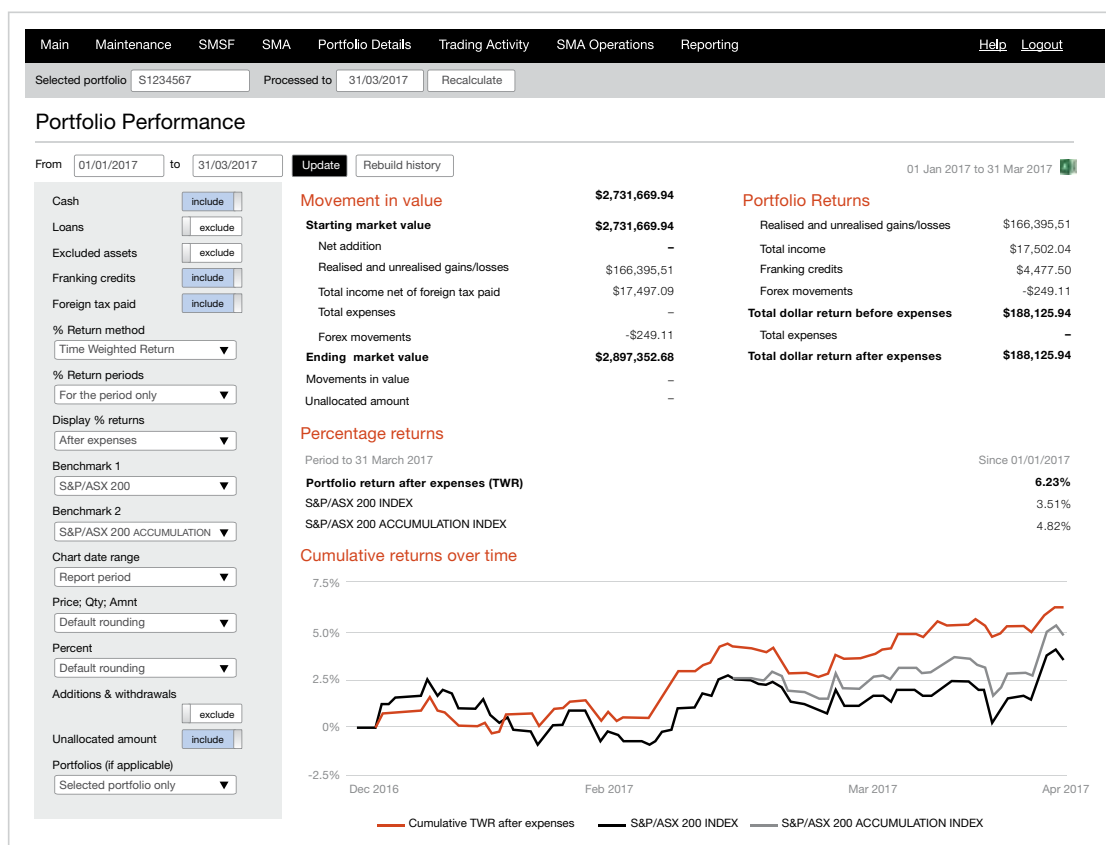 Main Maintenance SMSF SMA Portfolio Details Trading Activity SMA Operations Reporting Help Logout
Selected portfolio S1234567 Processed to 31/03/2017 Recalculate
Portfolio Performance
From 01/01/2017 to 31/03/2017 Update Rebuild history
01 Jan 2017 to 31 Mar 2017
Cash include
Loans exclude
Excluded assets exclude
Franking credits include
Foreign tax paid include
% Return method
Time Weighted Return
% Return periods
For the period only
Display % returns
After expenses
Benchmark 1
S&P/ASX 200
Benchmark 2
S&P/ASX 200 ACCUMULATION
Chart date range
Report period
Price; Qty; Amnt
Default rounding
Percent
Default rounding
Additions & withdrawals
exclude
Unallocated amount include
Portfolios (if applicable)
Selected portfolio only
Movement in value $2,731,669.94
Starting market value $2,731,669.94
Net addition –
Realised and unrealised gains/losses $166,395,51
Total income net of foreign tax paid $17,497.09
Total expenses –
Forex movements -$249.11
Ending market value $2,897,352.68
Movements in value –
Unallocated amount –
Portfolio Returns
Realised and unrealised gains/losses $166,395,51
Total income $17,502.04
Franking credits $4,477.50
Forex movements -$249.11
Total dollar return before expenses $188,125.94
Total expenses –
Total dollar return after expenses $188,125.94
Percentage returns
Period to 31 March 2017 Since 01/01/2017
Portfolio return after expenses (TWR) 6.23%
S&P/ASX 200 INDEX 3.51%
S&P/ASX 200 ACCUMULATION INDEX 4.82%
Cumulative returns over time
7.5%
5.0%
2.5%
0%
-2.5%
Dec 2016 Feb 2017 Mar 2017 Apr 2017
Cumulative TWR after expenses S&P/ASX 200 INDEX S&P/ASX 200 ACCUMULATION INDEX